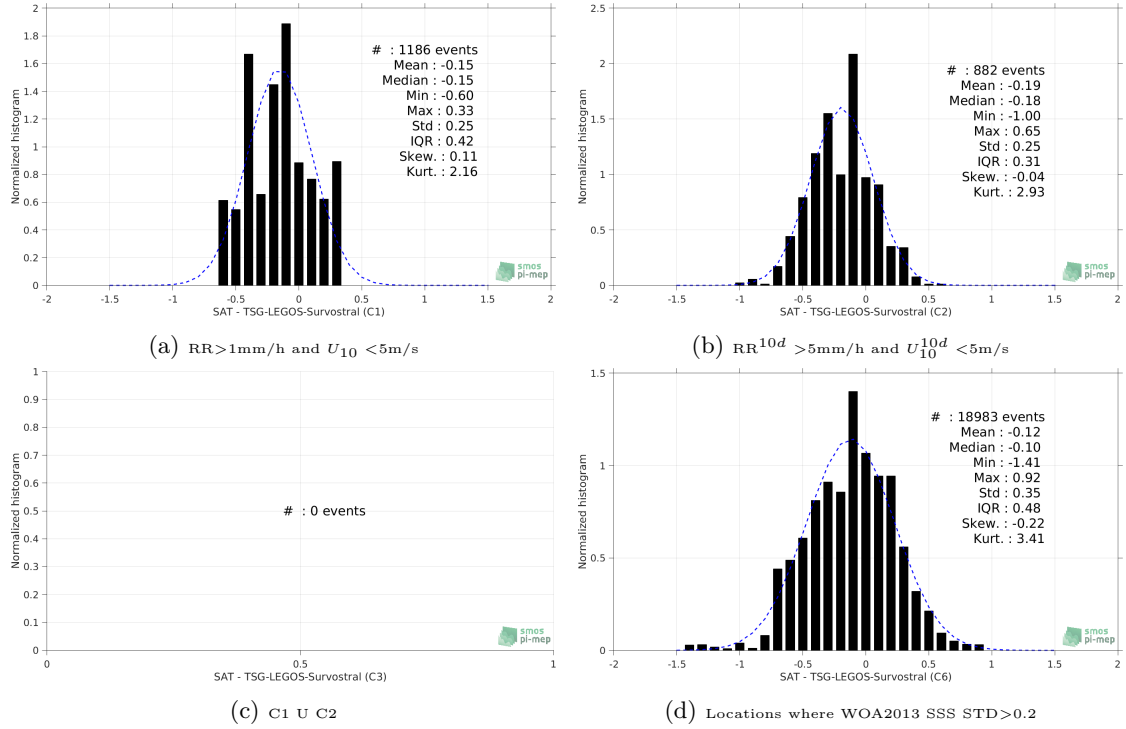 2
1.8
1.6
1.4
1.2
1
0.8
0.6
0.4
0.2
0
Normalized histogram
# : 1186 events
Mean : -0.15
Median : -0.15
Min : -0.60
Max : 0.33
Std : 0.25
IQR : 0.42
Skew. : 0.11
Kurt. : 2.16
smos
pi-mep
-2 -1.5 -1 -0.5 0 0.5 1 1.5 2
SAT - TSG-LEGOS-Survostral (C1)
(a) RR>1mm/h and U10 <5m/s
2.5
2
1.5
1
0.5
0
Normalized histogram
# : 882 events
Mean : -0.19
Median : -0.18
Min : -1.00
Max : 0.65
Std : 0.25
IQR : 0.31
Skew. : -0.04
Kurt. : 2.93
smos
pi-mep
-2 -1.5 -1 -0.5 0 0.5 1 1.5 2
SAT - TSG-LEGOS-Survostral (C2)
(b) RR10d >5mm/h and U10 10d <5m/s
1
0.9
0.8
0.7
0.6
0.5
0.4
0.3
0.2
0.1
0
Normalized histogram
# : 0 events
smos
pi-mep
0 0.5 1
SAT - TSG-LEGOS-Survostral (C3)
(c) C1 U C2
1.5
1
0.5
0
Normalized histogram
# : 18983 events
Mean : -0.12
Median : -0.10
Min : -1.41
Max : 0.92
Std : 0.35
IQR : 0.48
Skew. : -0.22
Kurt. : 3.41
smos
pi-mep
-2 -1.5 -1 -0.5 0 0.5 1 1.5 2
SAT - TSG-LEGOS-Survostral (C6)
(d) Locations where WOA2013 SSS STD>0.2